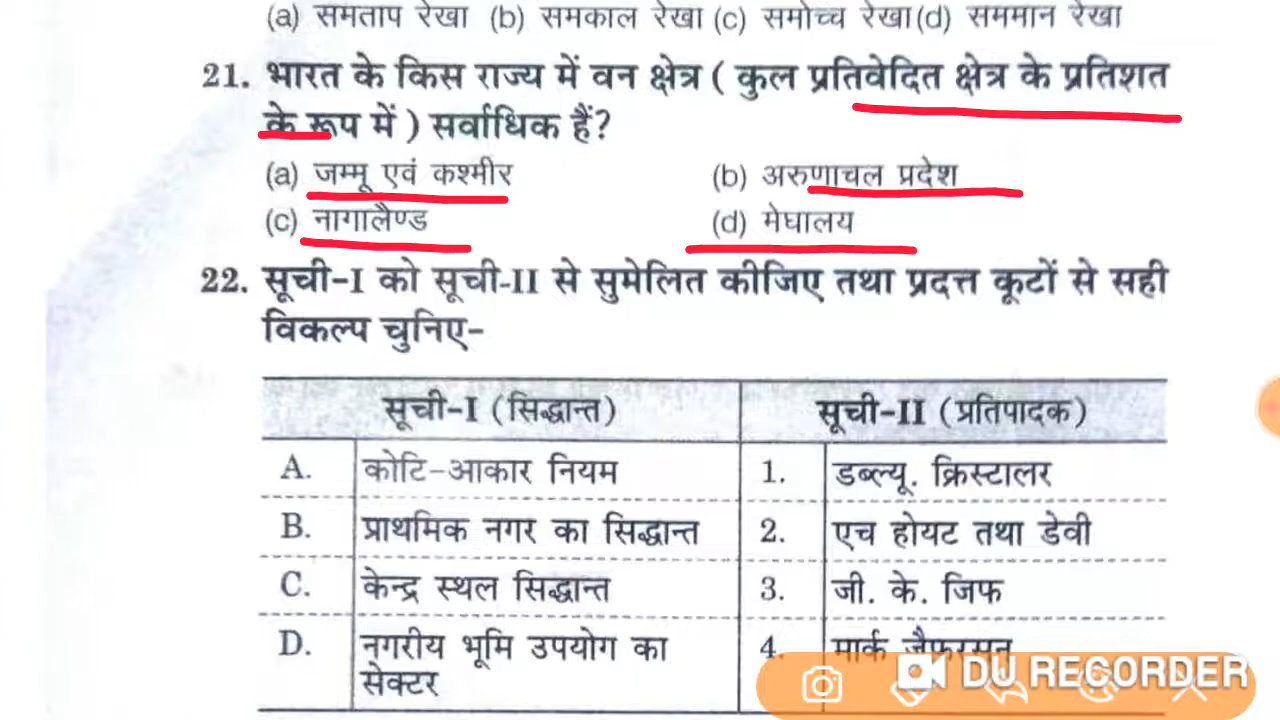 (a) समताप रेखा (b) समकाल रेखा (c) समोच्च रेखा (d) सममान रेखा
21. भारत के किस राज्य में वन क्षेत्र ( कुल प्रतिवेदित क्षेत्र के प्रतिशत
के रूप में ) सर्वाधिक हैं?
(a) जम्मू एवं कश्मीर (b) अरुणाचल प्रदेश
(c) नागालैण्ड (d) मेघालय
22. सूची-I को सूची-II से सुमेलित कीजिए तथा प्रदत्त कूटों से सही
विकल्प चुनिए-
सूची-I (सिद्धान्त) सूची-II (प्रतिपादक)
A. कोटि-आकार नियम 1. डब्ल्यू. क्रिस्टालर
B. प्राथमिक नगर का सिद्धान्त 2. एच होयट तथा डेवी
C. केन्द्र स्थल सिद्धान्त 3. जी. के. जिफ
D. नगरीय भूमि उपयोग का 4. मार्क जैफरसन
सेक्टर
DU RECORDER